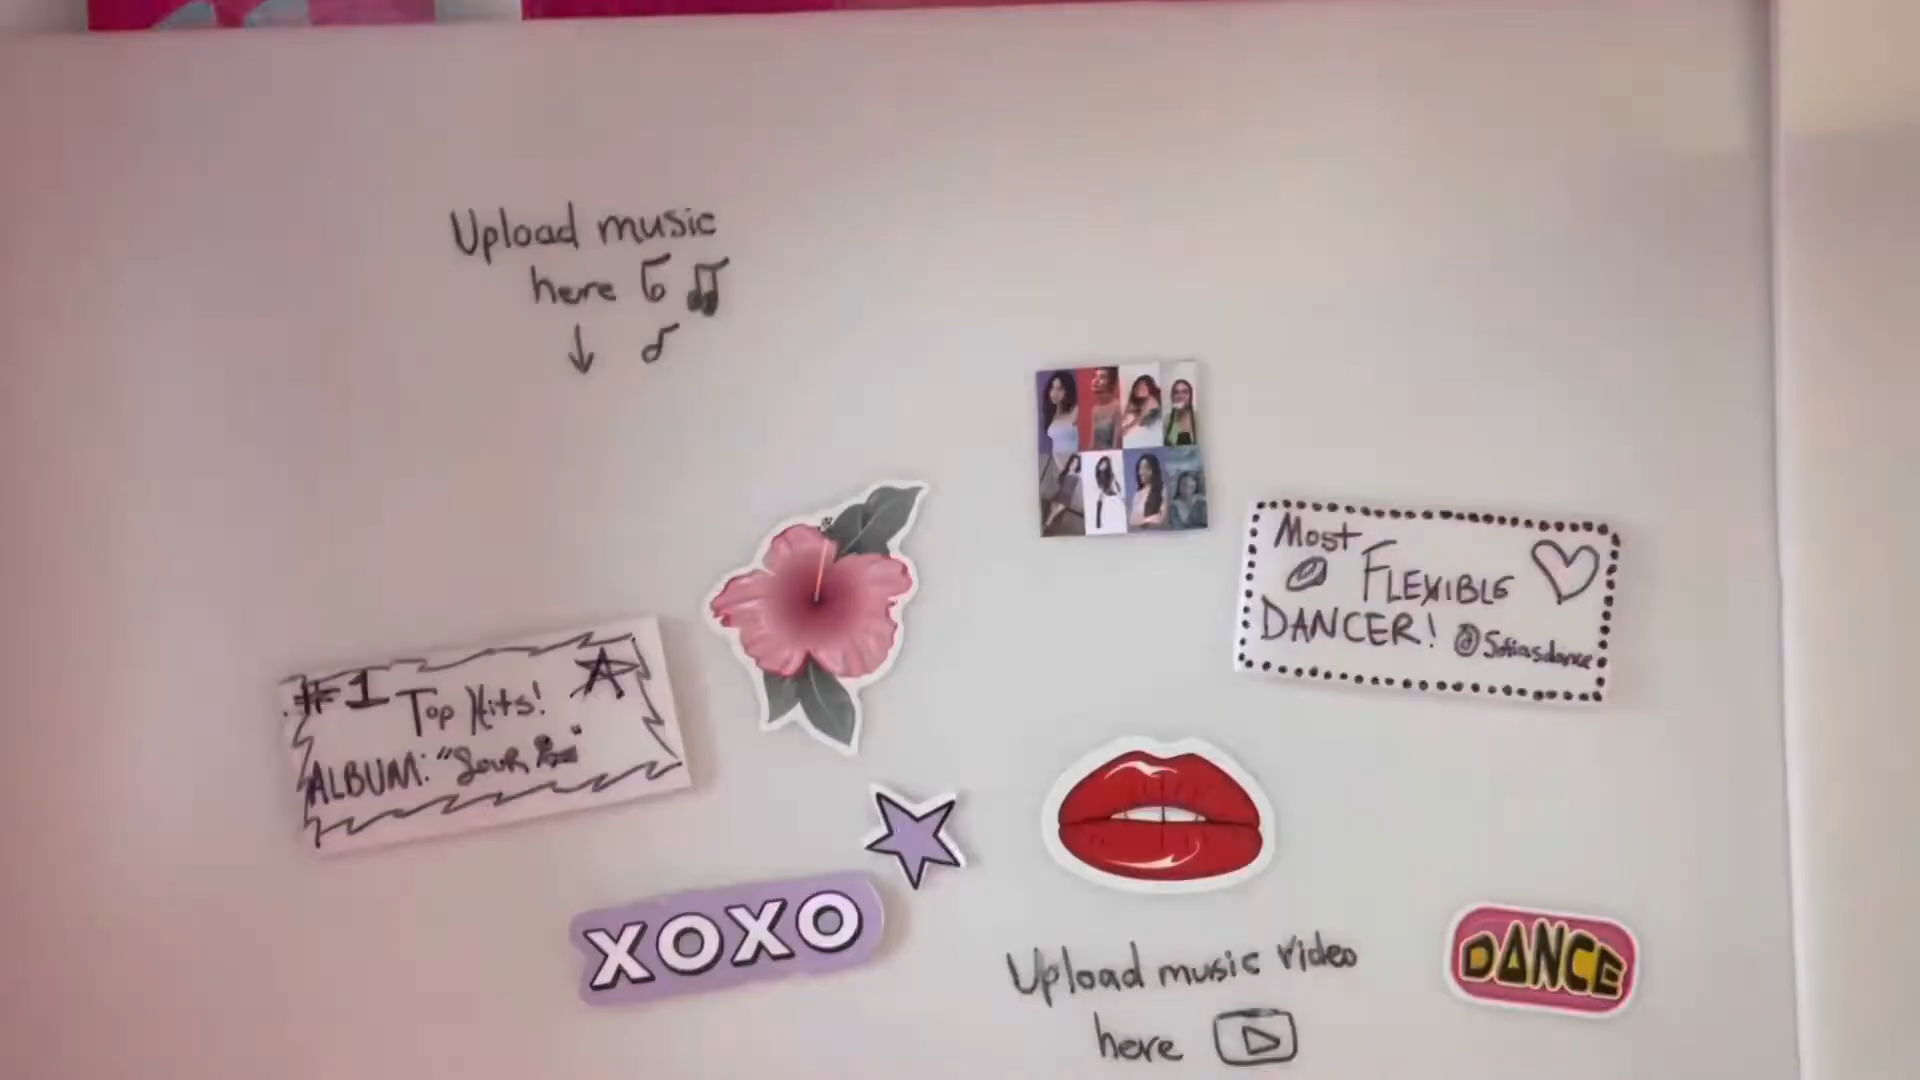 Upload music
here
Most
FLEXIBLE
DANCER!
#1 Top Hits!
ALBUM: "Sour
XOXO
Upload music video
here
DANCE